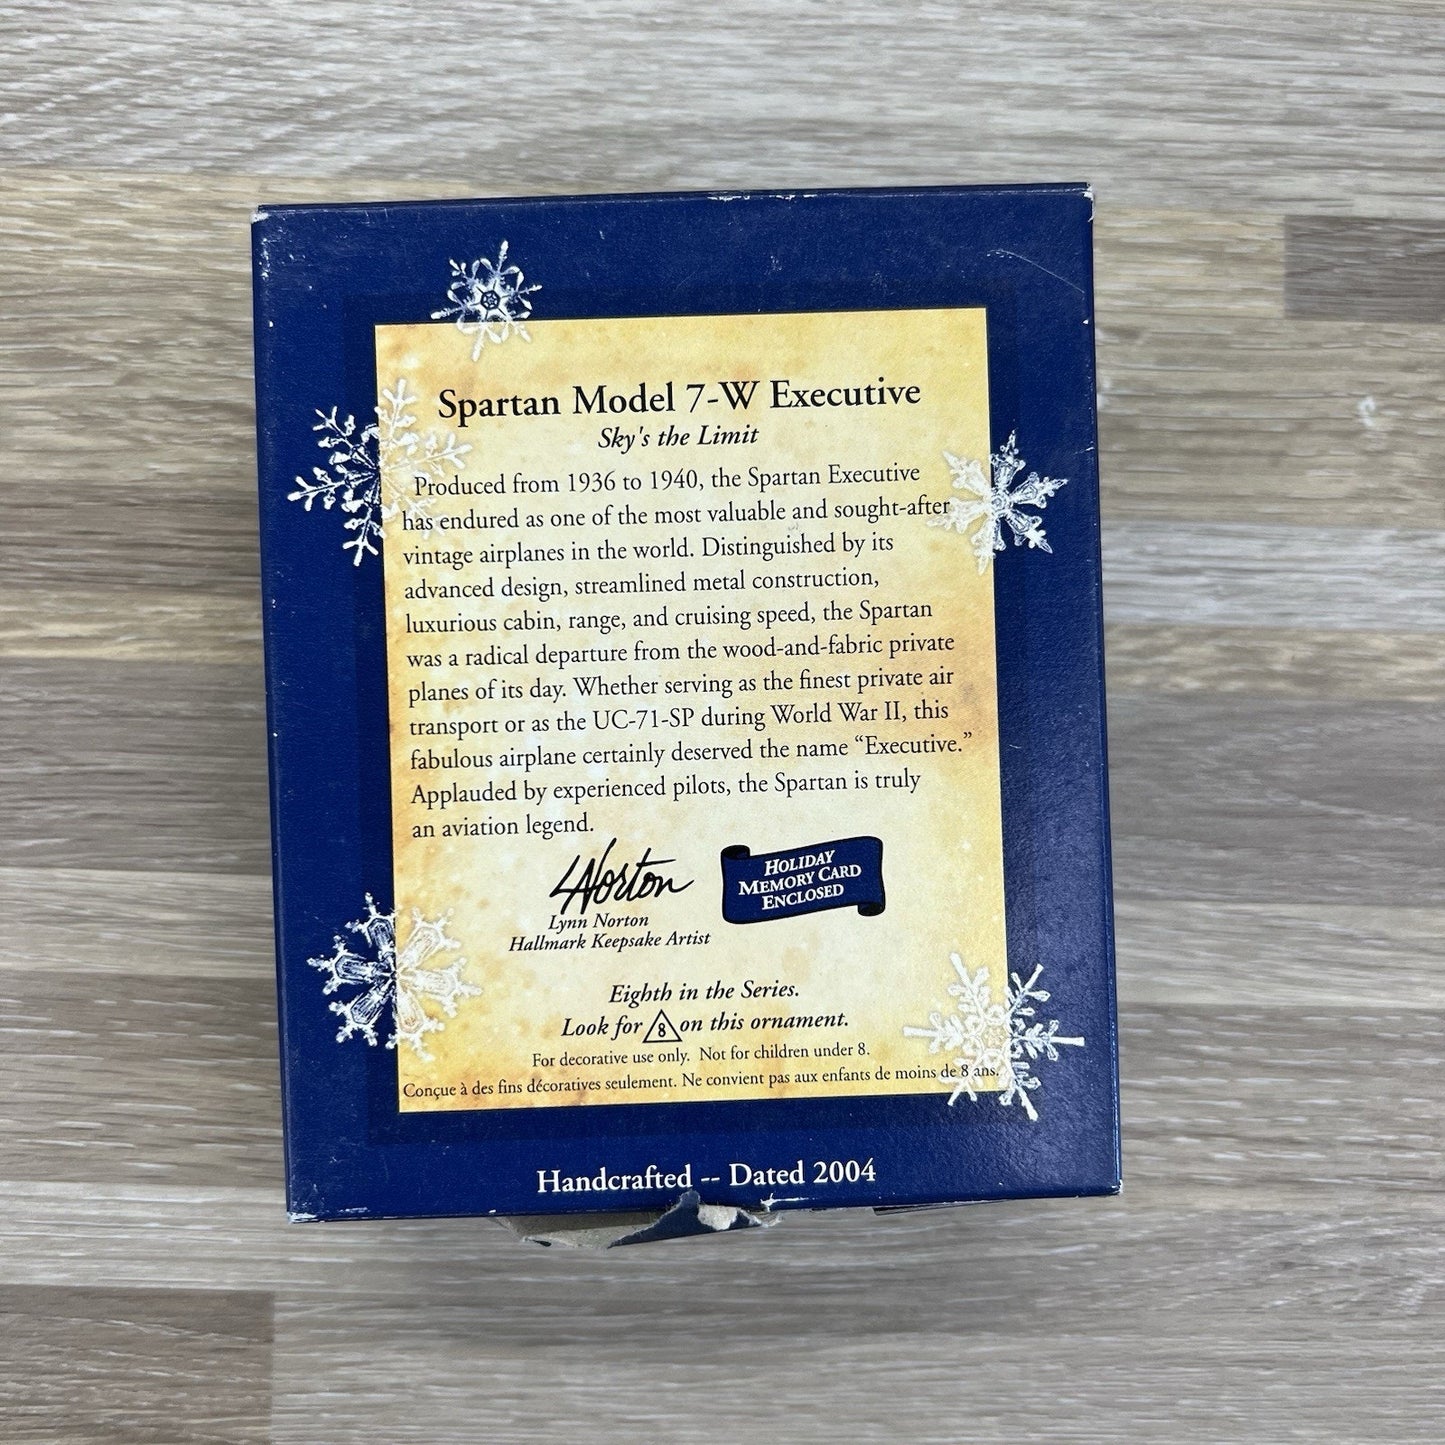 Spartan Model 7-W Executive
Sky's the Limit
Produced from 1936 to 1940, the Spartan Executive
has endured as one of the most valuable and sought-after
vintage airplanes in the world. Distinguished by its
advanced design, streamlined metal construction,
luxurious cabin, range, and cruising speed, the Spartan
was a radical departure from the wood-and-fabric private
planes of its day. Whether serving as the finest private air
transport or as the UC-71-SP during World War II, this
fabulous airplane certainly deserved the name “Executive.”
Applauded by experienced pilots, the Spartan is truly
an aviation legend.
LNorton
Lynn Norton
Hallmark Keepsake Artist
HOLIDAY
MEMORY CARD
ENCLOSED
Eighth in the Series.
Look for 8 on this ornament.
For decorative use only. Not for children under 8.
Conçue à des fins décoratives seulement. Ne convient pas aux enfants de moins de 8 ans.
Handcrafted -- Dated 2004